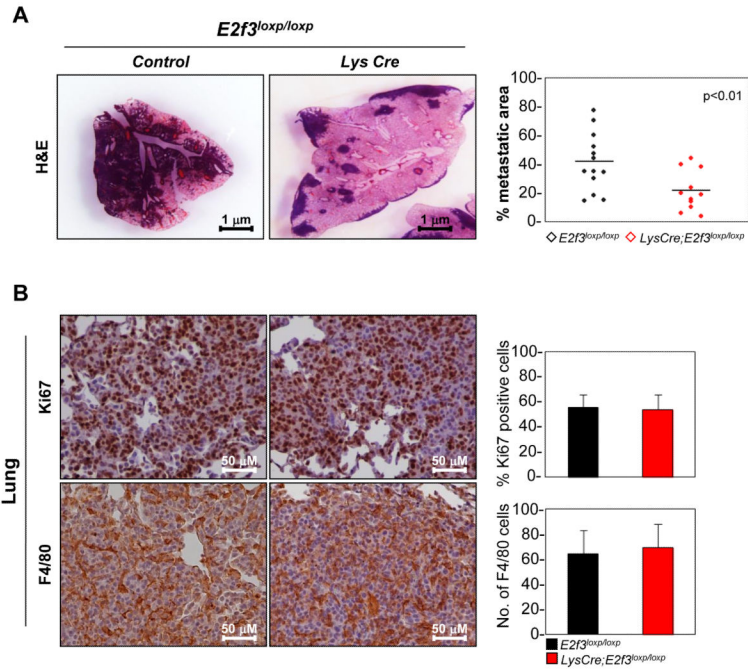 A
E2f3loxp/loxp
Control
Lys Cre
H&E
1 μm
1 μm
% metastatic area
100-
80-
60-
40-
20-
0-
p<0.01
E2f3loxp/loxp
LysCre;E2f3loxp/loxp
B
Lung
Ki67
50 μM
50 μM
% Ki67 positive cells
100-
80-
60-
40-
20-
0-
F4/80
50 μM
50 μM
No. of F4/80 cells
100-
80-
60-
40-
20-
0-
E2f3loxp/loxp
LysCre;E2f3loxp/loxp